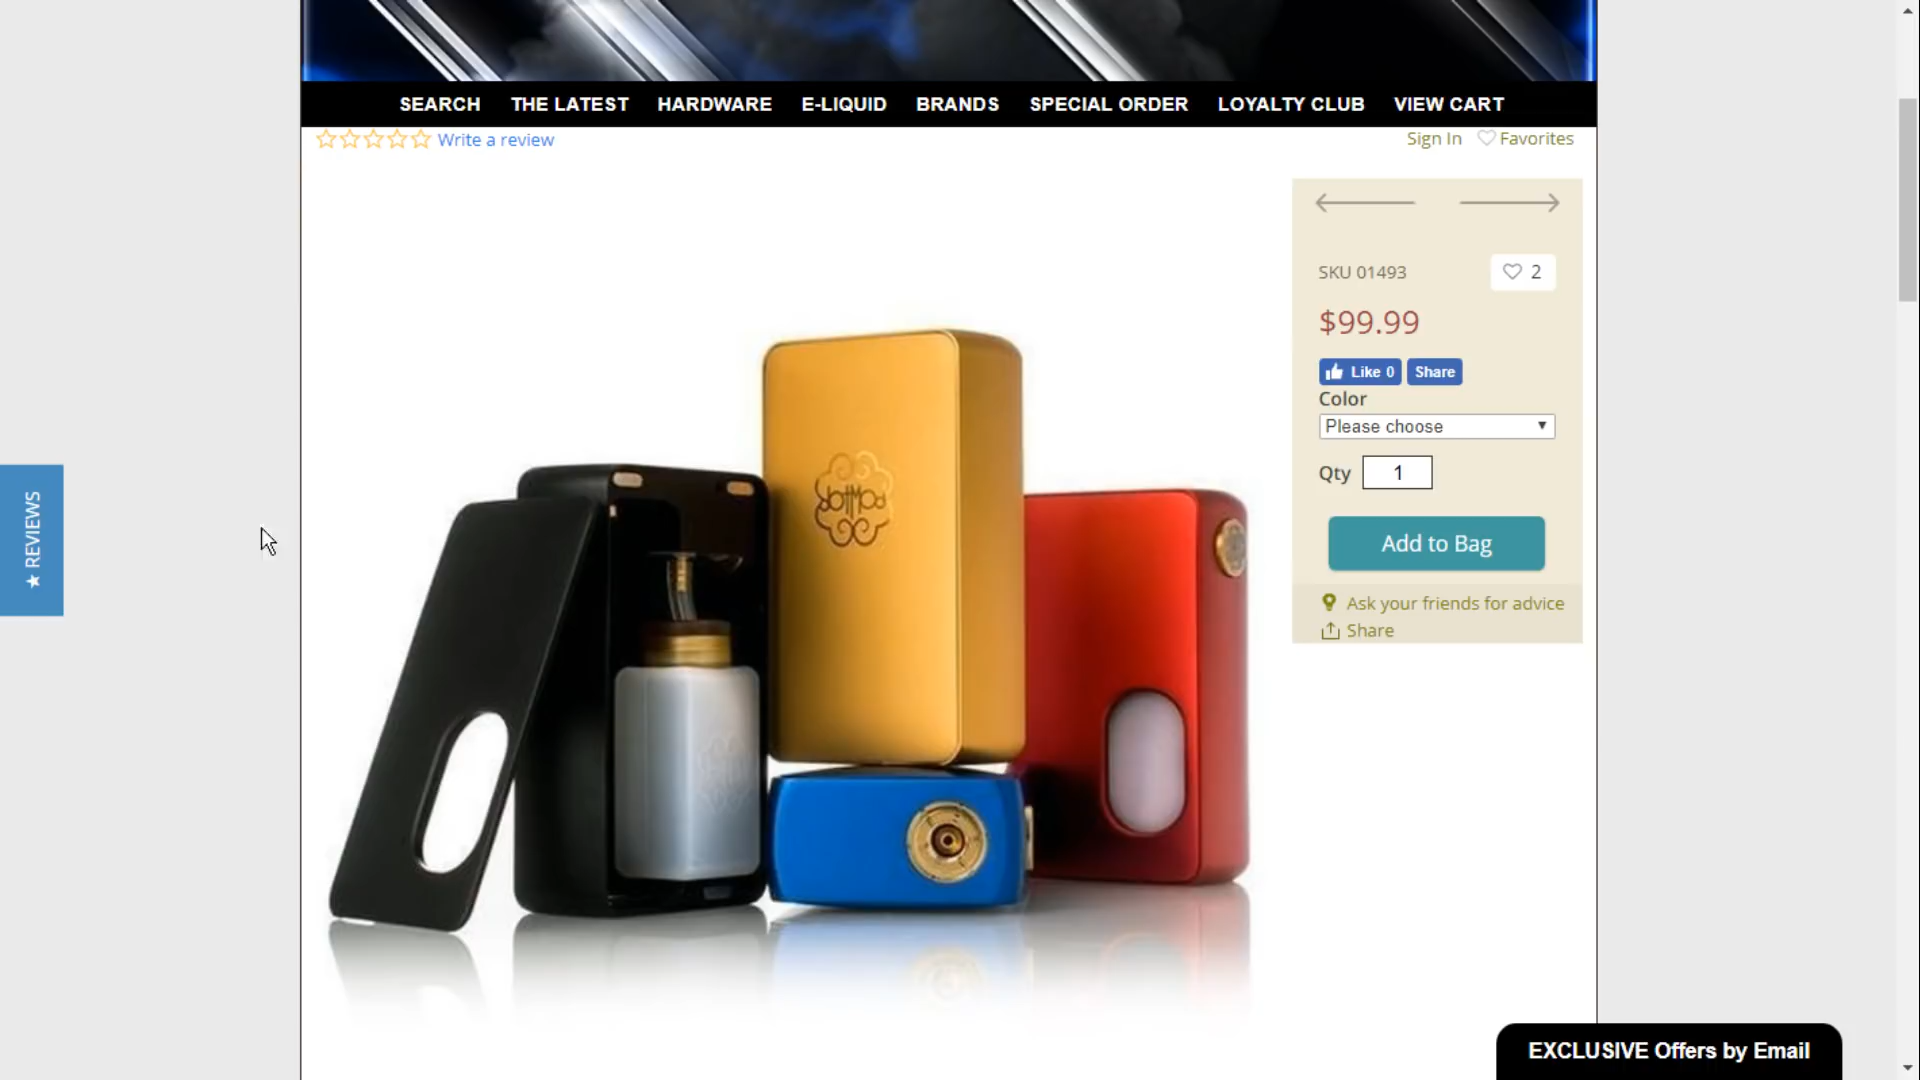 SEARCH THE LATEST HARDWARE E-LIQUID BRANDS SPECIAL ORDER LOYALTY CLUB VIEW CART
Write a review
Sign In Favorites
SKU 01493
2
$99.99
Like 0 Share
Color
Please choose
Qty 1
Add to Bag
Ask your friends for advice
Share
★ REVIEWS
dotMod
EXCLUSIVE Offers by Email